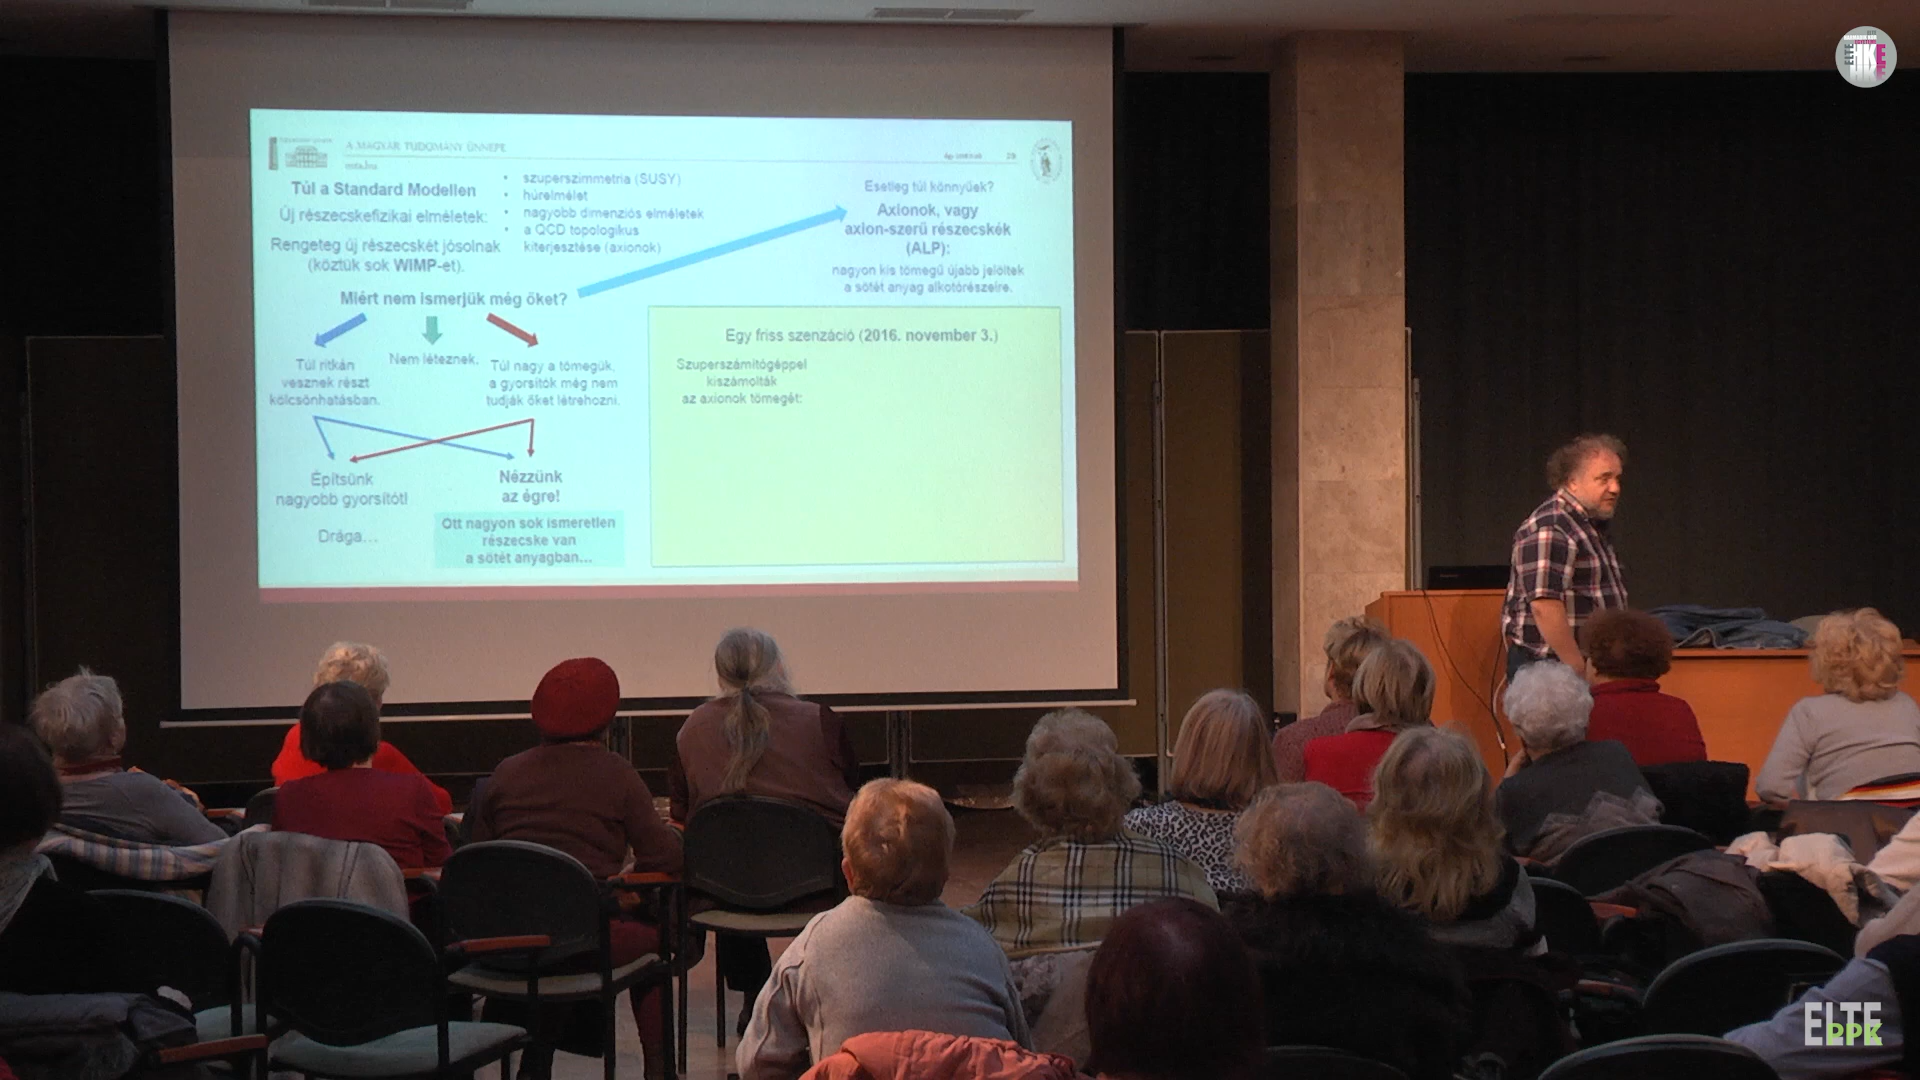 A MAGYAR TUDOMÁNY ÜNNEPE
mta.hu
23
Túl a Standard Modellen
Új részecskefizikai elméletek:
Rengeteg új részecskét jósolnak
(köztük sok WIMP-et).
• szuperszimmetria (SUSY)
• húrelmélet
• nagyobb dimenziós elméletek
• a QCD topologikus
kiterjesztése (axionok)
Esetleg túl könnyűek?
Axionok, vagy
axion-szerű részecskék
(ALP):
nagyon kis tömegű újabb jelöltek
a sötét anyag alkotórészeire.
Miért nem ismerjük még őket?
Túl ritkán
vesznek részt
kölcsönhatásban.
Nem léteznek.
Túl nagy a tömegük,
a gyorsítók még nem
tudják őket létrehozni.
Építsünk
nagyobb gyorsítót!
Drága...
Nézzünk
az égre!
Ott nagyon sok ismeretlen
részecske van
a sötét anyagban...
Egy friss szenzáció (2016. november 3.)
Szuperszámítógéppel
kiszámolták
az axionok tömegét:
ELTE
PPK